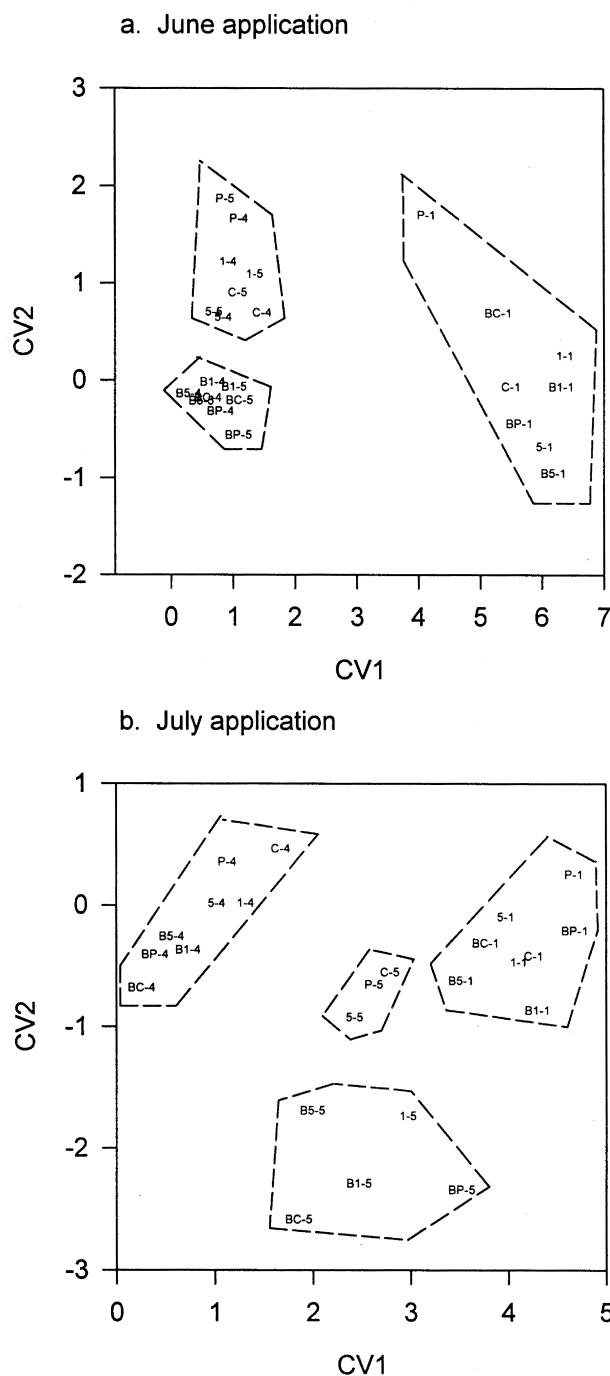 a. June application
3
P-5
P-4
P-1
2
1-4
1-5
1
C-5
BC-1
5-5
C-4
5-4
CV2
1-1
0
B1-4
B1-5
C-1
B1-1
B5-4
BC-5
BP-4
BP-1
BP-5
5-1
-1
B5-1
-2
0 1 2 3 4 5 6 7
CV1
b. July application
1
C-4
P-4
P-1
0
5-4
1-4
5-1
B5-4
BP-1
BP-4
B1-4
BC-1
C-1
1-1
C-5
BC-4
P-5
B5-1
5-5
B1-1
-1
CV2
B5-5
1-5
-2
B1-5
BP-5
BC-5
-3
0 1 2 3 4 5
CV1